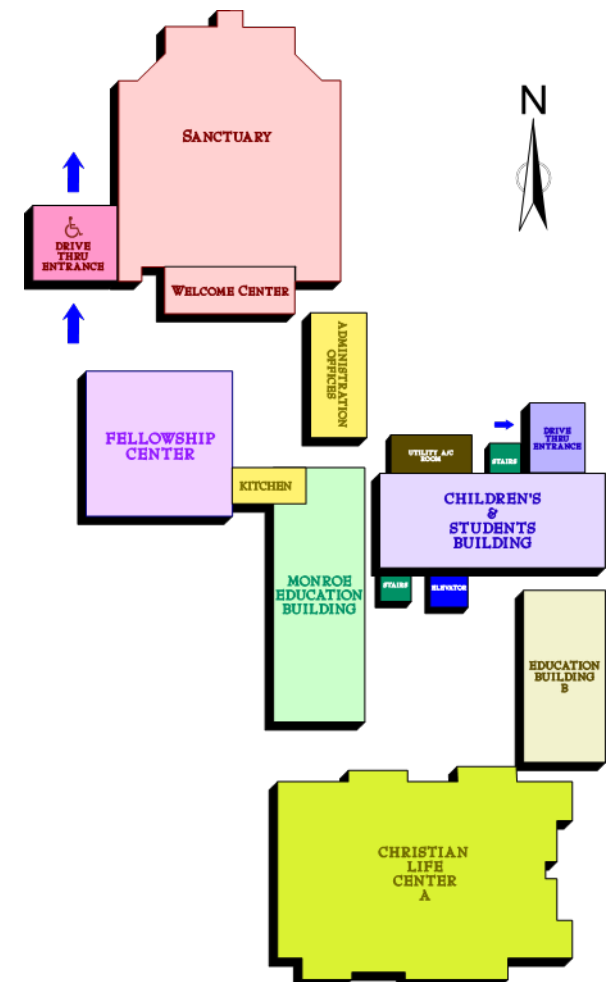 N
SANCTUARY
DRIVE
THRU
ENTRANCE
WELCOME CENTER
ADMINISTRATION
OFFICES
FELLOWSHIP
CENTER
DRIVE THRU
ENTRANCE
UTILITY A/C
ROOM
STAIRS
KITCHEN
CHILDREN'S
&
STUDENTS
BUILDING
MONROE
EDUCATION
BUILDING
STAIRS
ELEVATOR
EDUCATION
BUILDING
B
CHRISTIAN
LIFE
CENTER
A